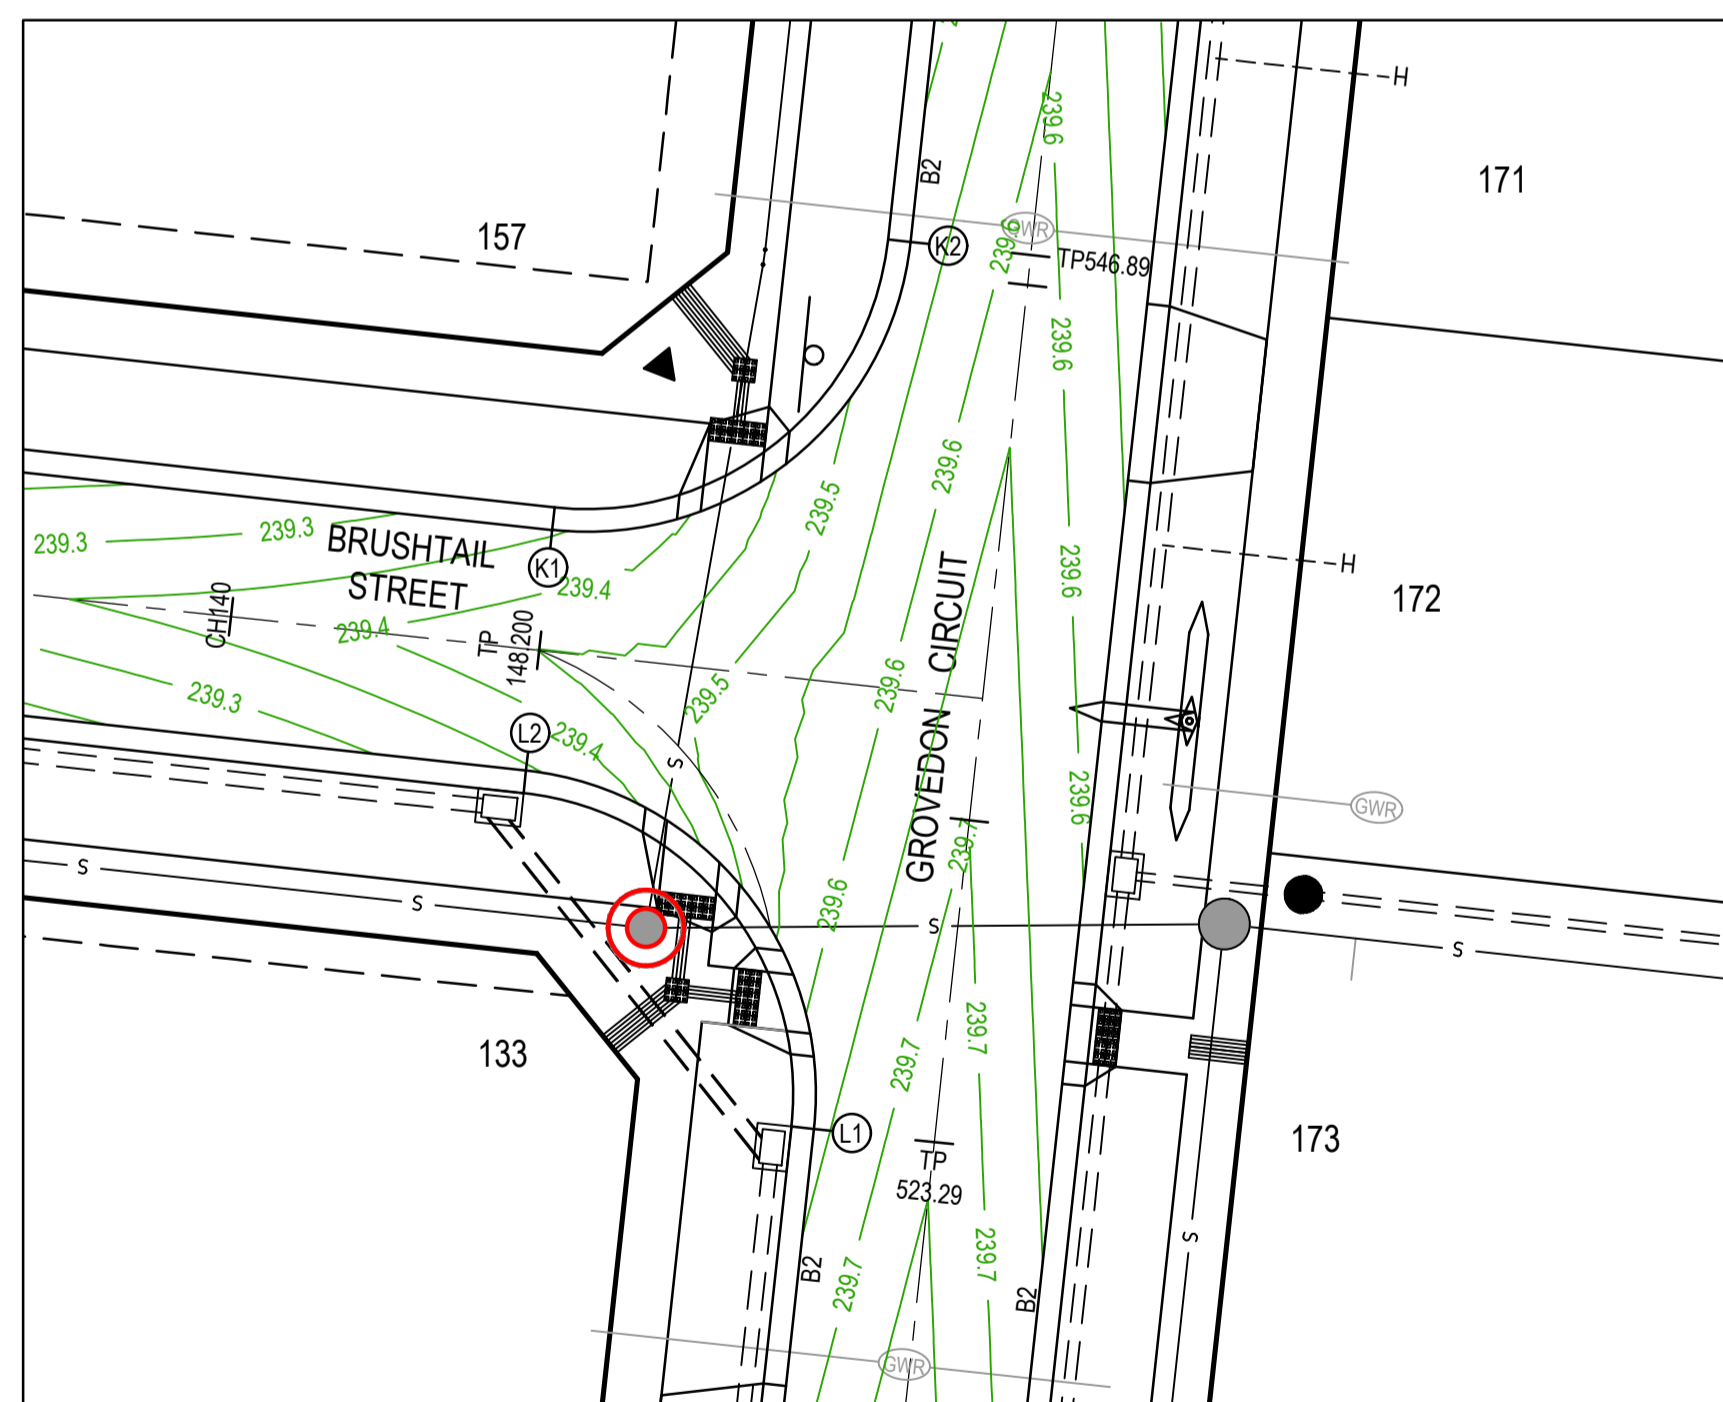 239.6
H
B2
171
157
GWR
K2
239.6
TP546.89
239.6
239.6
239.5
239.3
239.3
BRUSHTAIL
STREET
K1
239.4
239.6
H
172
CH140
239.4
TP
148.200
GROVEDON CIRCUIT
239.6
239.5
239.3
L2
239.4
S
239.6
GWR
239.7
S
S
239.6
S
S
133
239.7
239.7
L1
173
TP
523.29
S
239.7
239.7
B2
B2
GWR